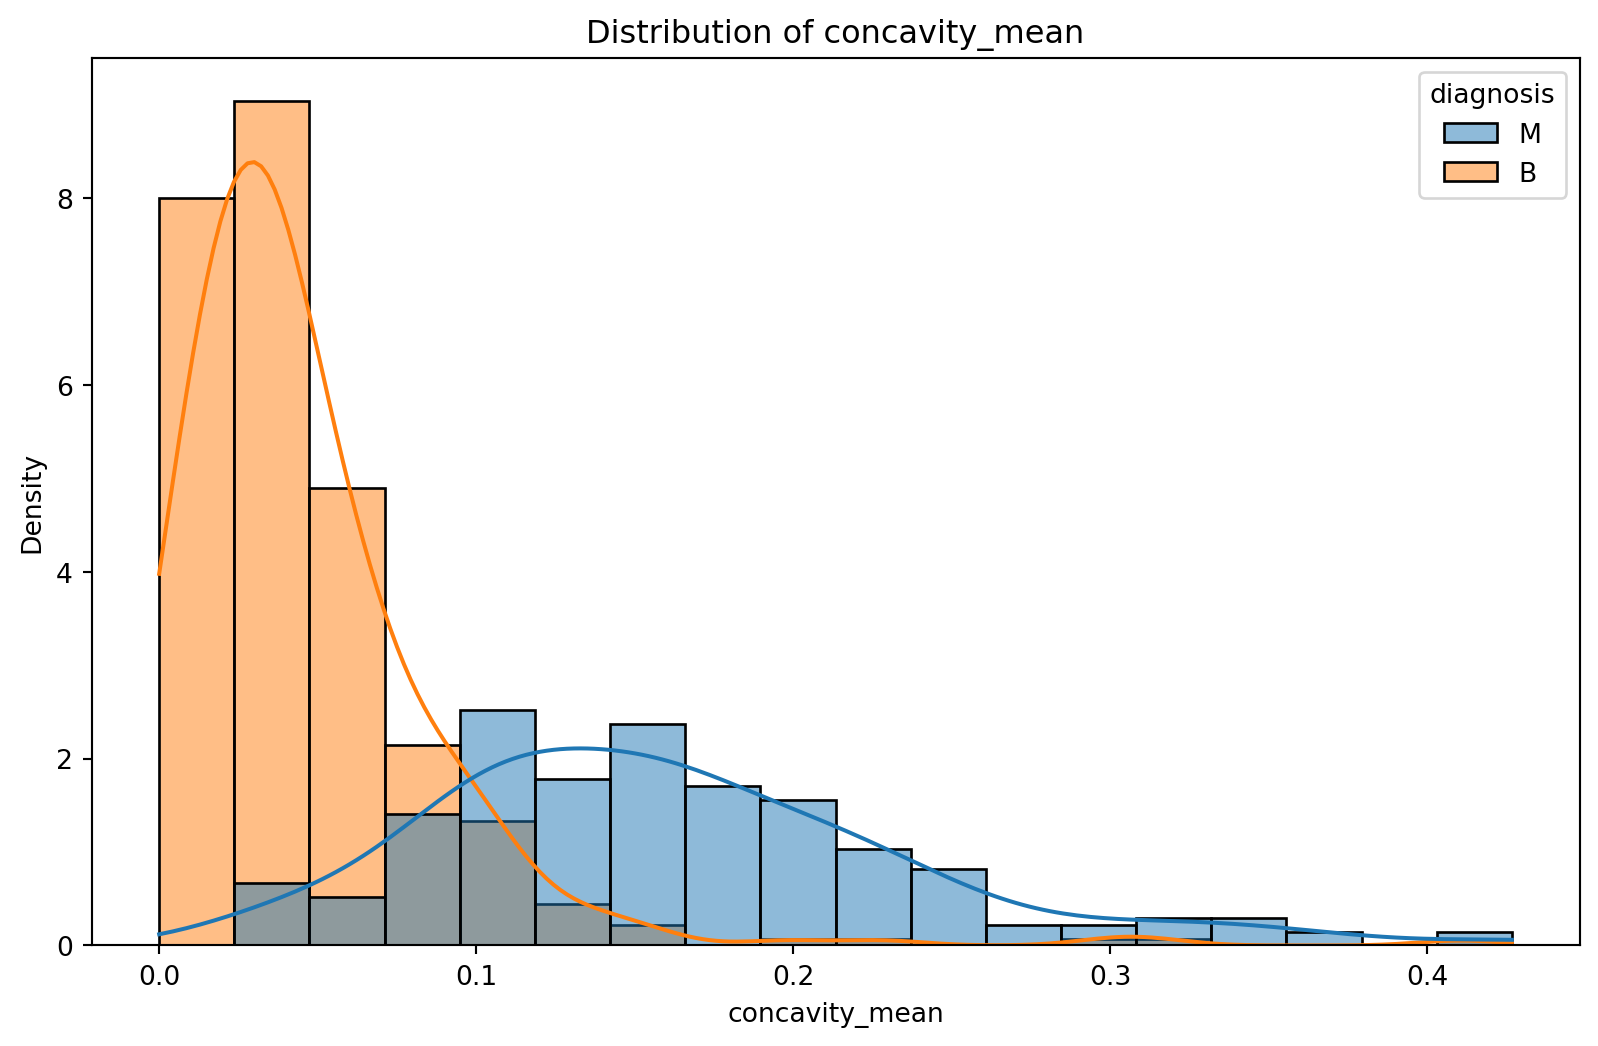 Distribution of concavity_mean
diagnosis
M
B
Density
8
6
4
2
0
0.0 0.1 0.2 0.3 0.4
concavity_mean